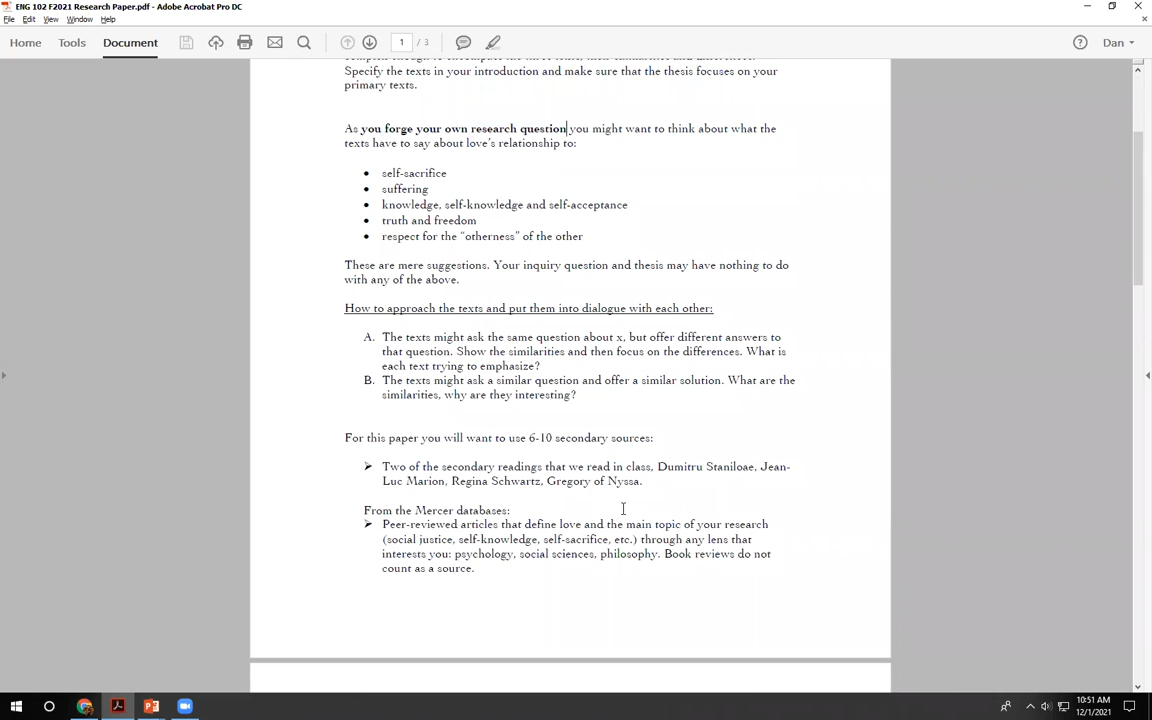 ENG 102 F2021 Research Paper.pdf - Adobe Acrobat Pro DC
File Edit View Window Help
Home Tools Document 1 / 3 Dan
Specify the texts in your introduction and make sure that the thesis focuses on your
primary texts.
As you forge your own research question you might want to think about what the
texts have to say about love's relationship to:
• self-sacrifice
• suffering
• knowledge, self-knowledge and self-acceptance
• truth and freedom
• respect for the “otherness” of the other
These are mere suggestions. Your inquiry question and thesis may have nothing to do
with any of the above.
How to approach the texts and put them into dialogue with each other:
A. The texts might ask the same question about x, but offer different answers to
that question. Show the similarities and then focus on the differences. What is
each text trying to emphasize?
B. The texts might ask a similar question and offer a similar solution. What are the
similarities, why are they interesting?
For this paper you will want to use 6-10 secondary sources:
➢ Two of the secondary readings that we read in class, Dumitru Staniloae, Jean-
Luc Marion, Regina Schwartz, Gregory of Nyssa.
From the Mercer databases:
➢ Peer-reviewed articles that define love and the main topic of your research
(social justice, self-knowledge, self-sacrifice, etc.) through any lens that
interests you: psychology, social sciences, philosophy. Book reviews do not
count as a source.
10:51 AM
12/1/2021